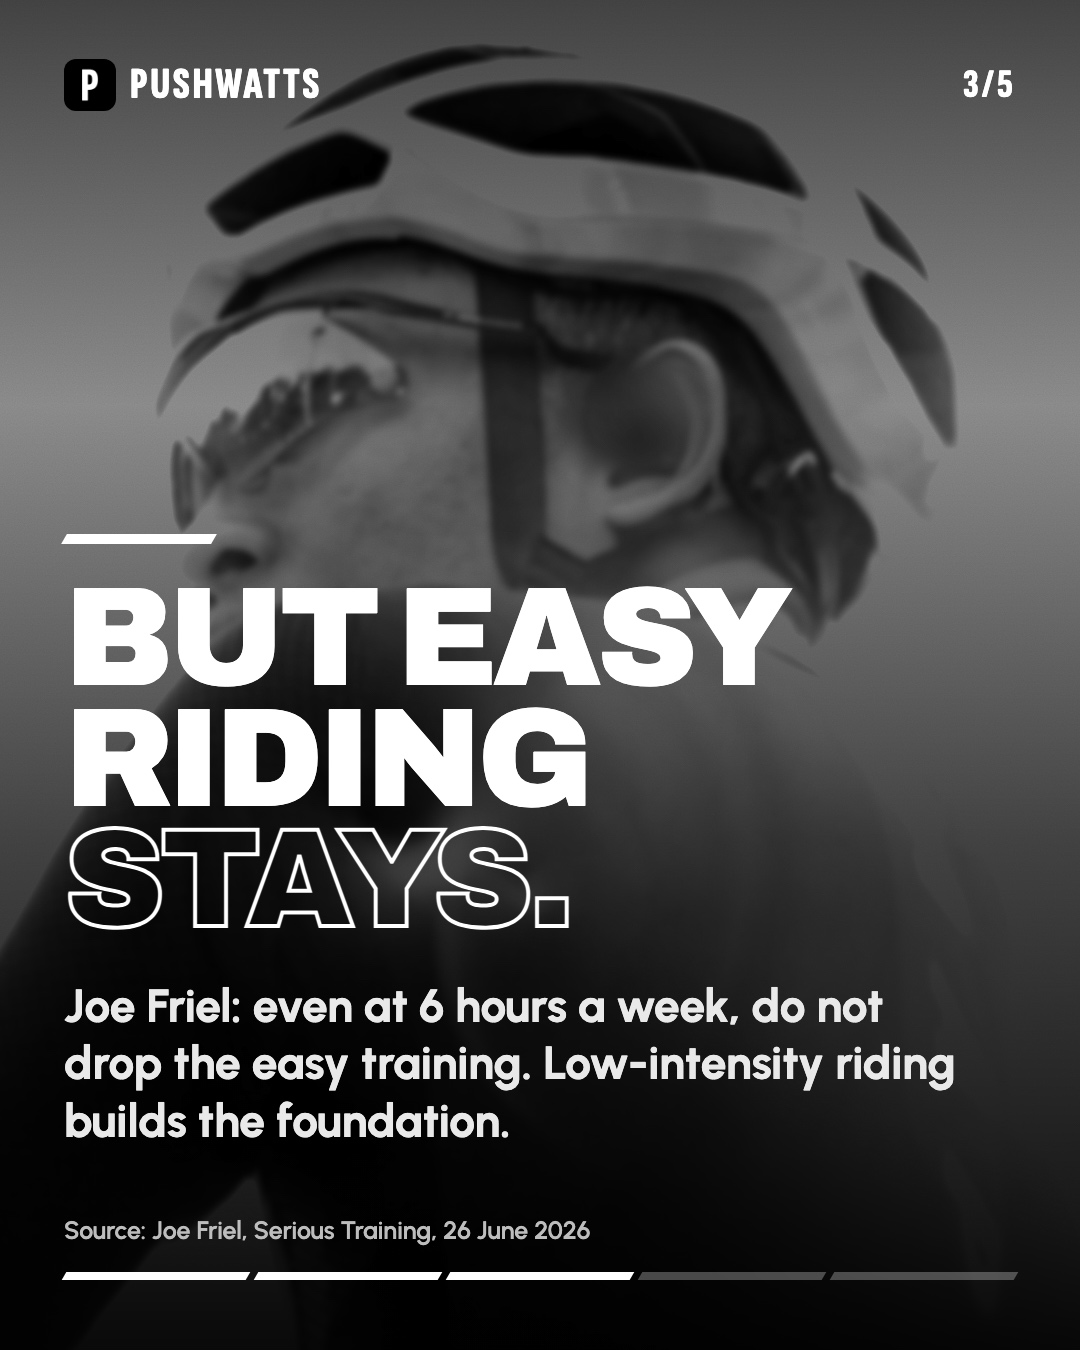 P PUSHWATTS
3/5
BUT EASY
RIDING
STAYS.
Joe Friel: even at 6 hours a week, do not
drop the easy training. Low-intensity riding
builds the foundation.
Source: Joe Friel, Serious Training, 26 June 2026